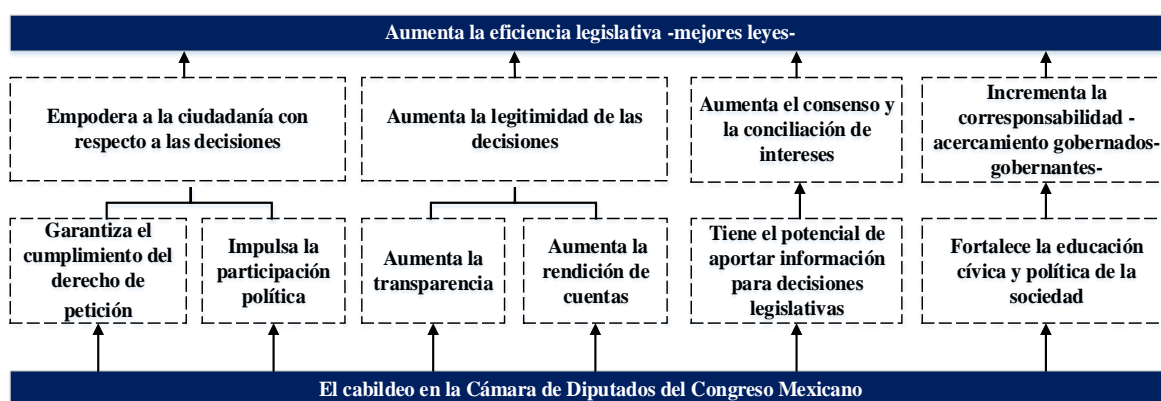 Aumenta la eficiencia legislativa -mejores leyes-
Empodera a la ciudadanía con
respecto a las decisiones
Aumenta la legitimidad de las
decisiones
Aumenta el consenso y
la conciliación de
intereses
Incrementa la
corresponsabilidad -
acercamiento gobernados-
gobernantes-
Garantiza el
cumplimiento del
derecho de
petición
Impulsa la
participación
política
Aumenta la
transparencia
Aumenta la
rendición de
cuentas
Tiene el potencial de
aportar información
para decisiones
legislativas
Fortalece la educación
cívica y política de la
sociedad
El cabildeo en la Cámara de Diputados del Congreso Mexicano